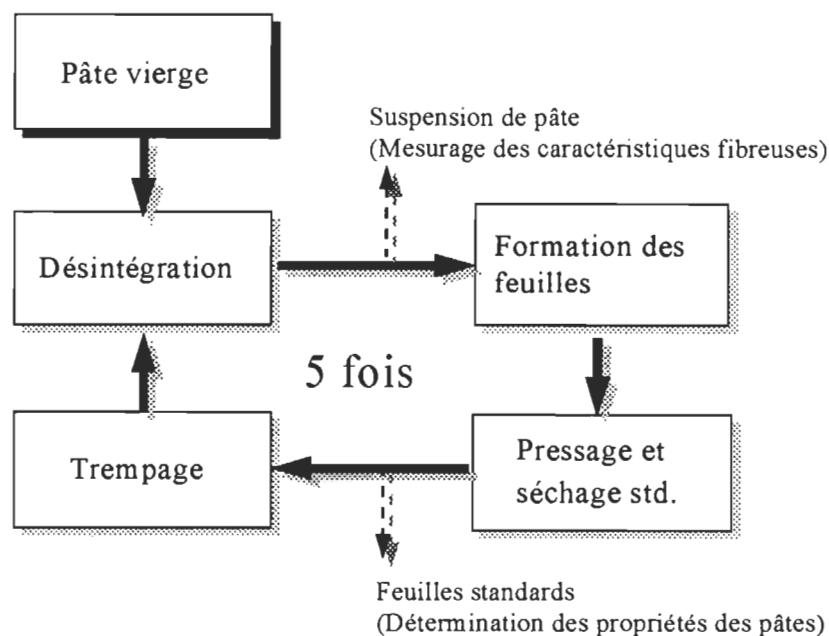 Pâte vierge
Suspension de pâte
(Mesurage des caractéristiques fibreuses)
Désintégration
Formation des
feuilles
5 fois
Trempage
Pressage et
séchage std.
Feuilles standards
(Détermination des propriétés des pâtes)